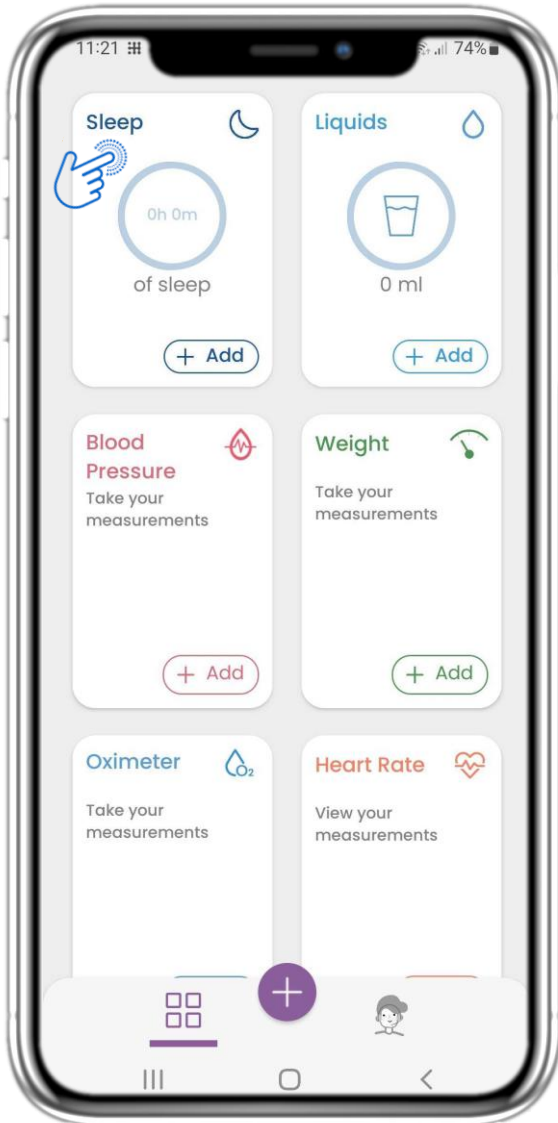 11:21
74%
Sleep
0h 0m
of sleep
+ Add
Liquids
0 ml
+ Add
Blood
Pressure
Take your
measurements
+ Add
Weight
Take your
measurements
+ Add
Oximeter
O2
Take your
measurements
Heart Rate
View your
measurements